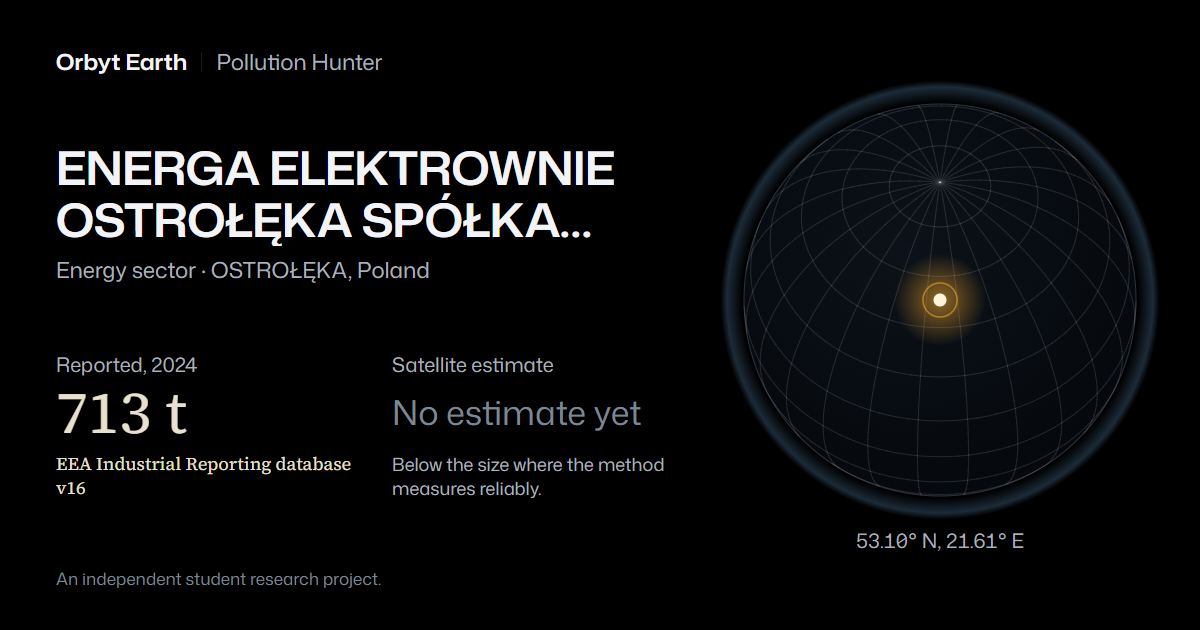 Orbyt Earth | Pollution Hunter
ENERGA ELEKTROWNIE
OSTROŁĘKA SPÓŁKA...
Energy sector · OSTROŁĘKA, Poland
Reported, 2024
713 t
EEA Industrial Reporting database
v16
Satellite estimate
No estimate yet
Below the size where the method
measures reliably.
53.10° N, 21.61° E
An independent student research project.